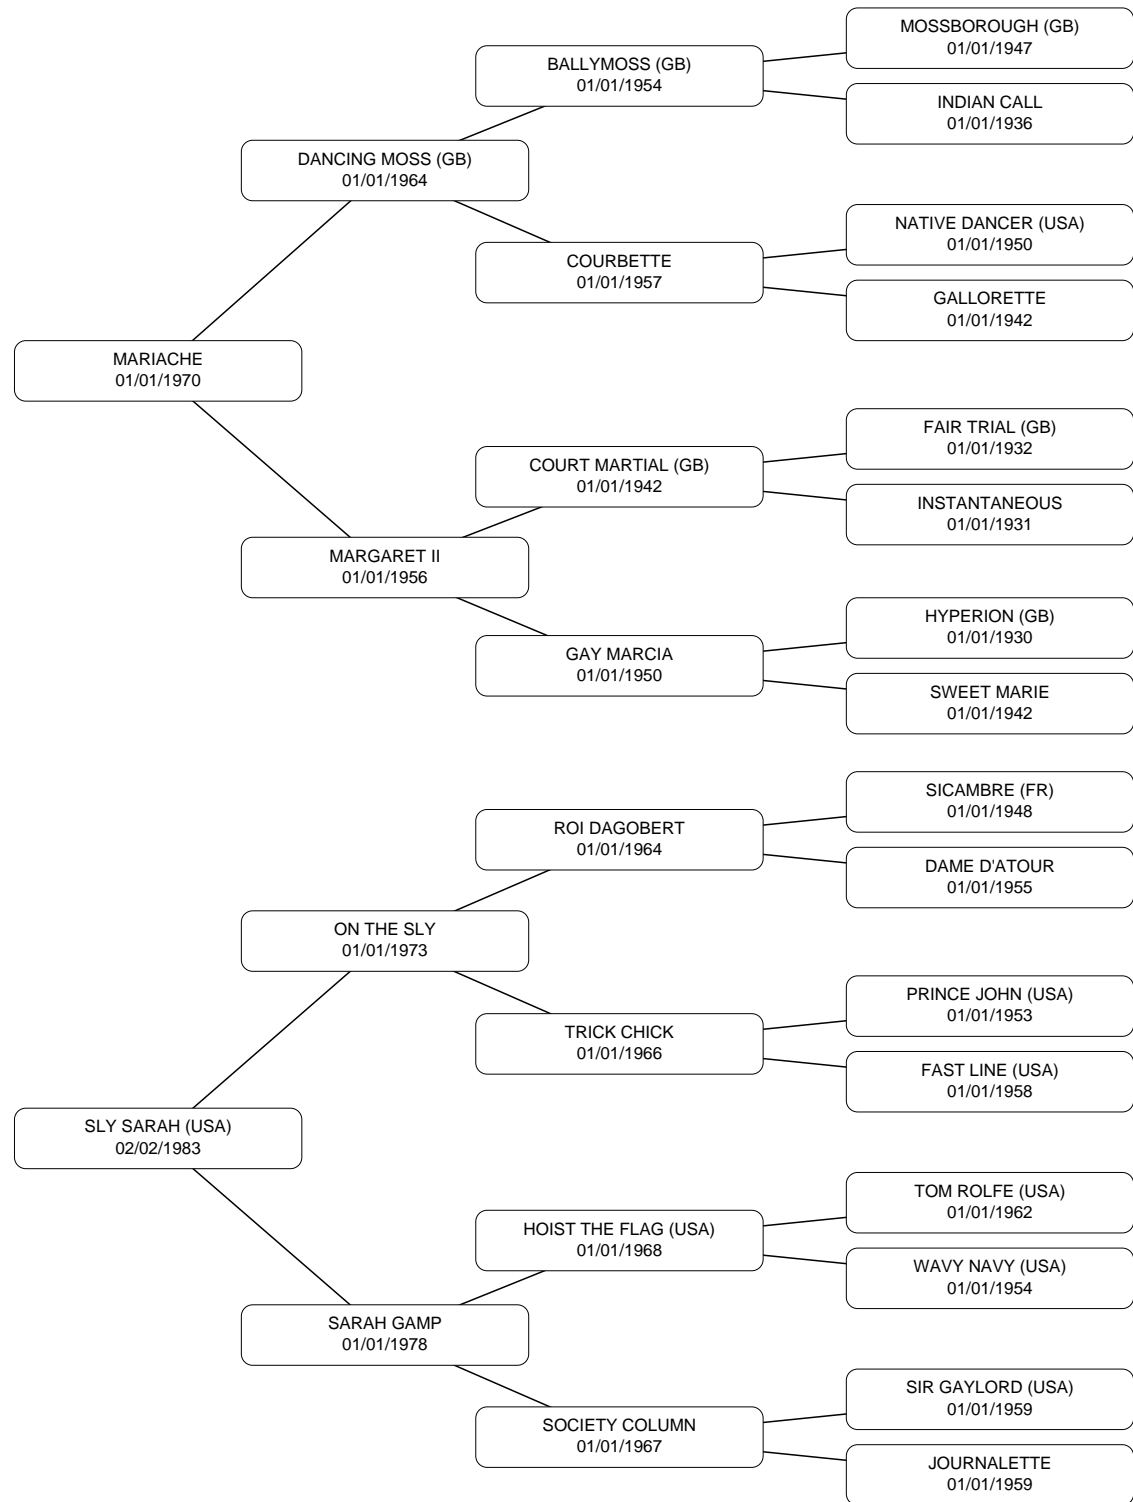 MOSSBOROUGH (GB)
01/01/1947
BALLYMOSS (GB)
01/01/1954
INDIAN CALL
01/01/1936
DANCING MOSS (GB)
01/01/1964
NATIVE DANCER (USA)
01/01/1950
COURBETTE
01/01/1957
GALLORETTE
01/01/1942
MARIACHE
01/01/1970
FAIR TRIAL (GB)
01/01/1932
COURT MARTIAL (GB)
01/01/1942
INSTANTANEOUS
01/01/1931
MARGARET II
01/01/1956
HYPERION (GB)
01/01/1930
GAY MARCIA
01/01/1950
SWEET MARIE
01/01/1942
SICAMBRE (FR)
01/01/1948
ROI DAGOBERT
01/01/1964
DAME D'ATOUR
01/01/1955
ON THE SLY
01/01/1973
PRINCE JOHN (USA)
01/01/1953
TRICK CHICK
01/01/1966
FAST LINE (USA)
01/01/1958
SLY SARAH (USA)
02/02/1983
TOM ROLFE (USA)
01/01/1962
HOIST THE FLAG (USA)
01/01/1968
WAVY NAVY (USA)
01/01/1954
SARAH GAMP
01/01/1978
SIR GAYLORD (USA)
01/01/1959
SOCIETY COLUMN
01/01/1967
JOURNALETTE
01/01/1959